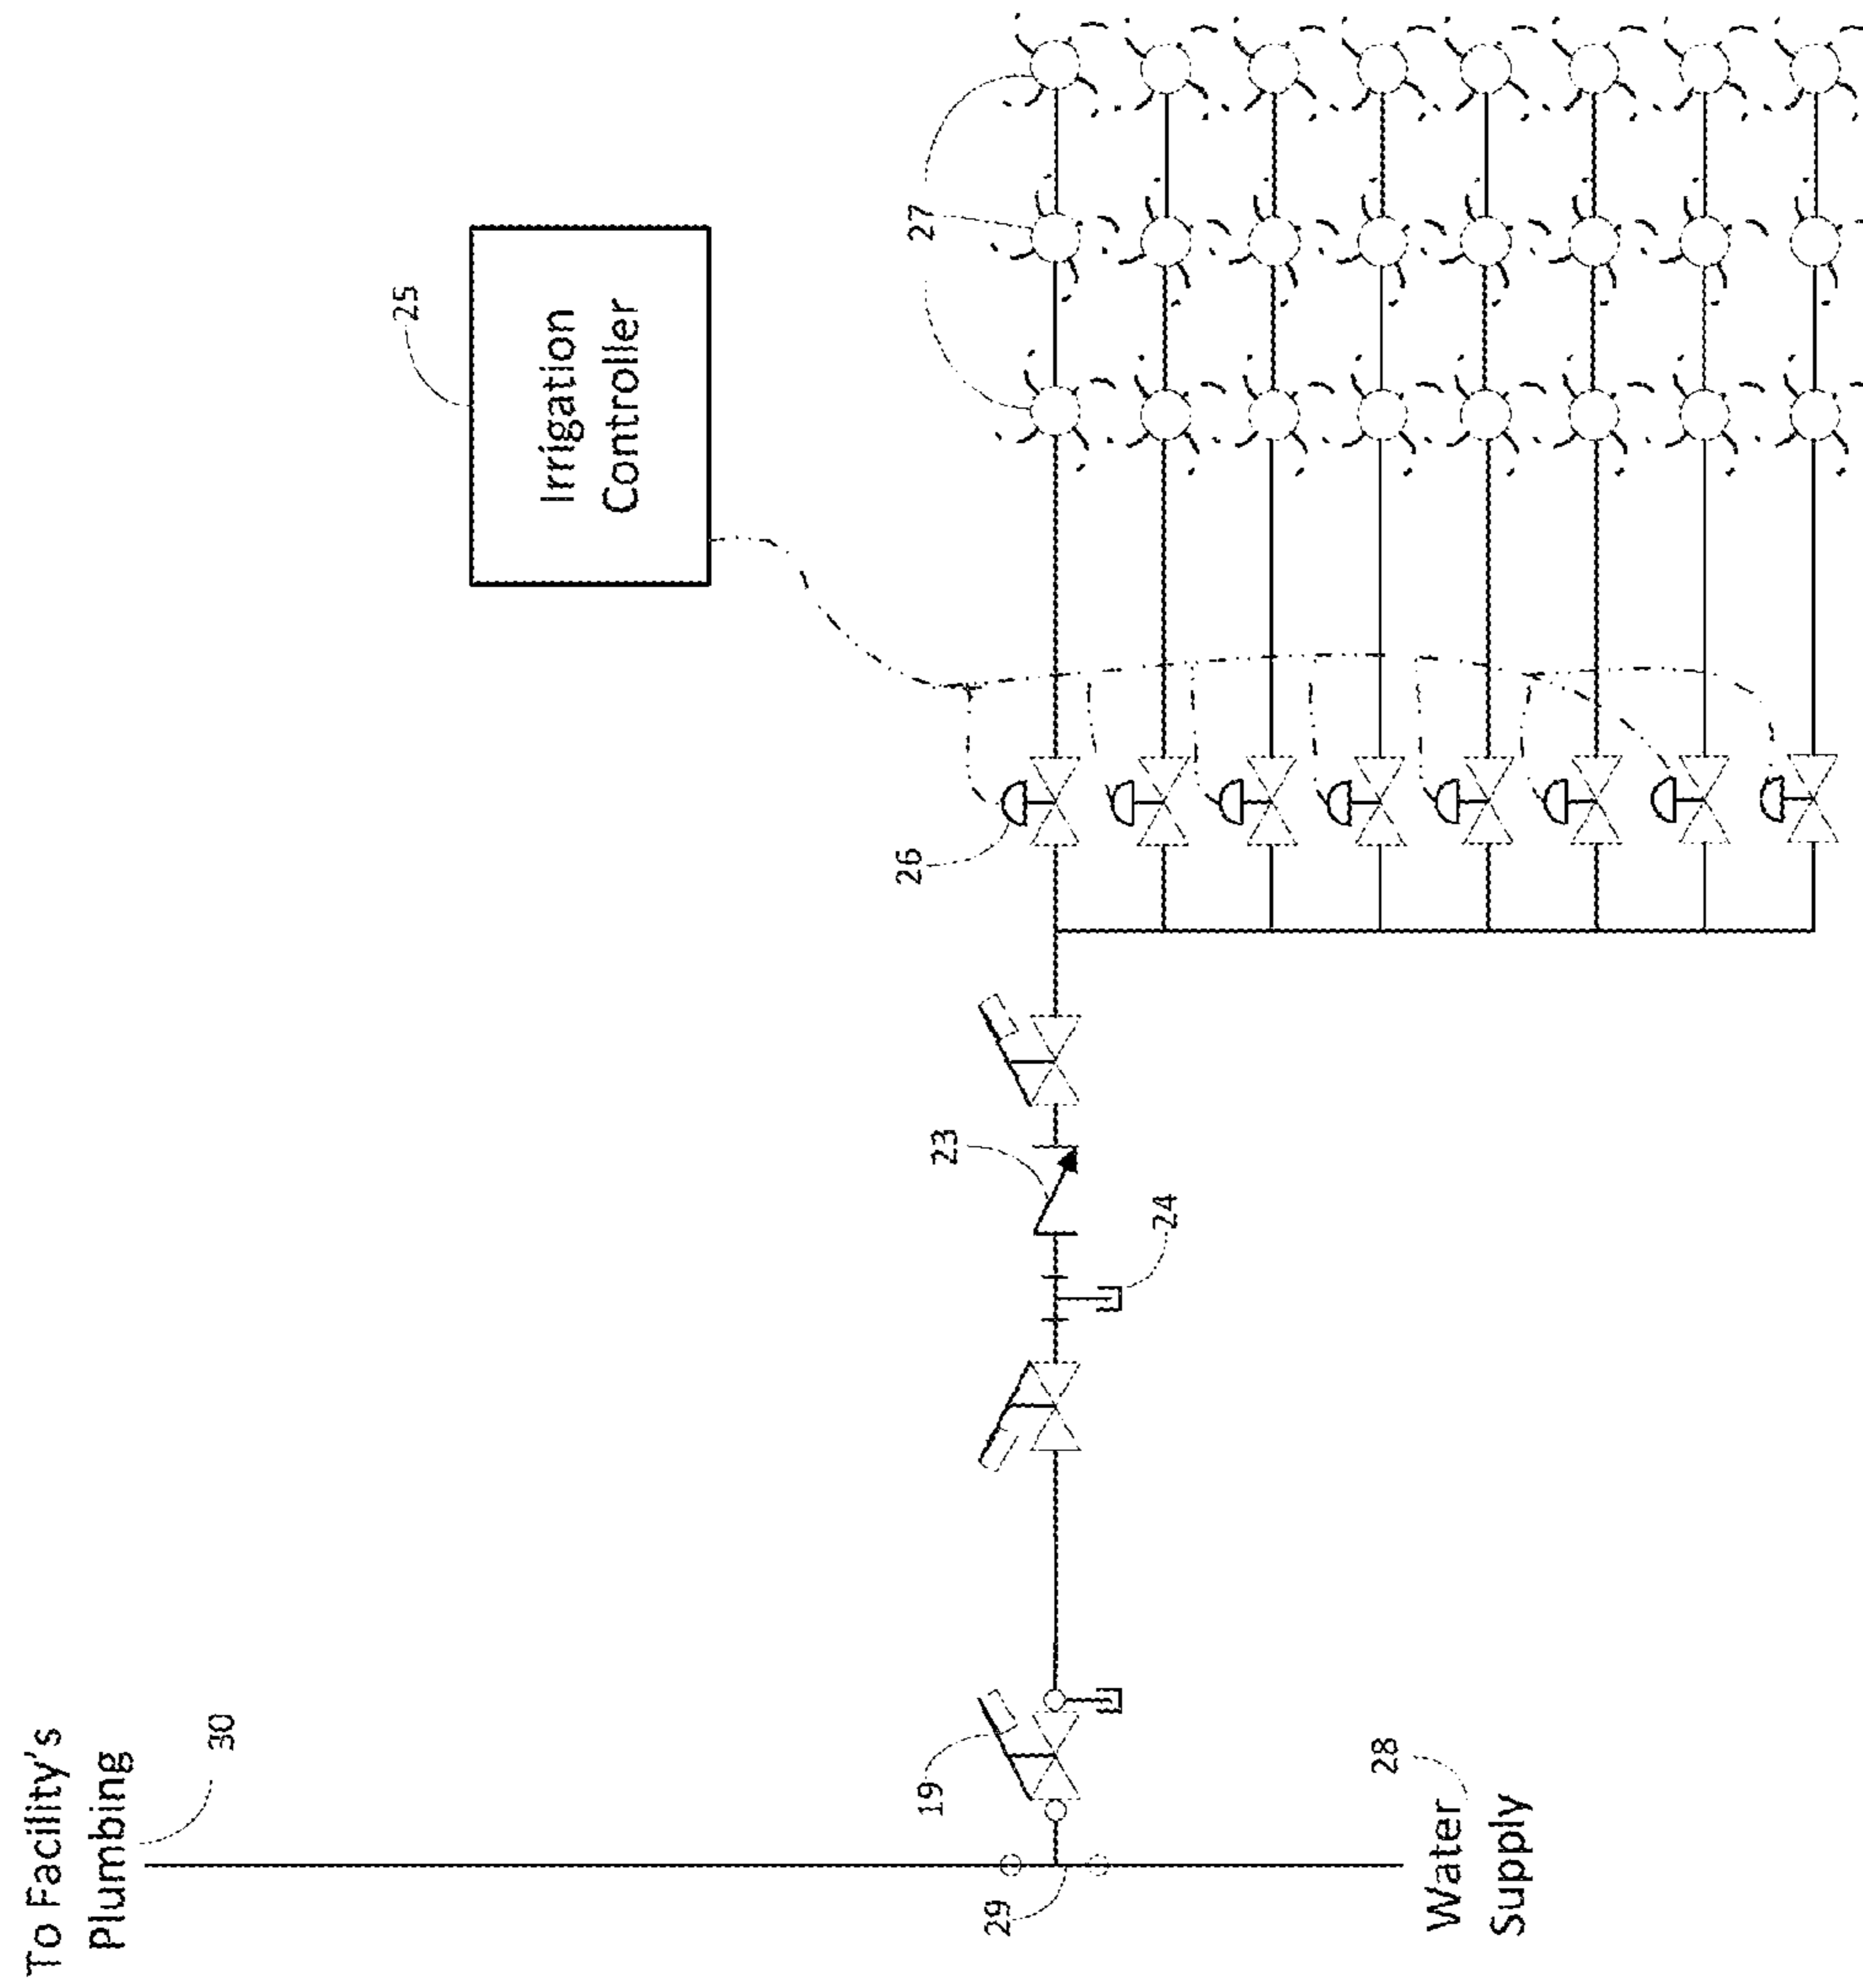 To Facility's
Plumbing
30
25
Irrigation
Controller
27
26
23
24
19
29
28
Water
Supply